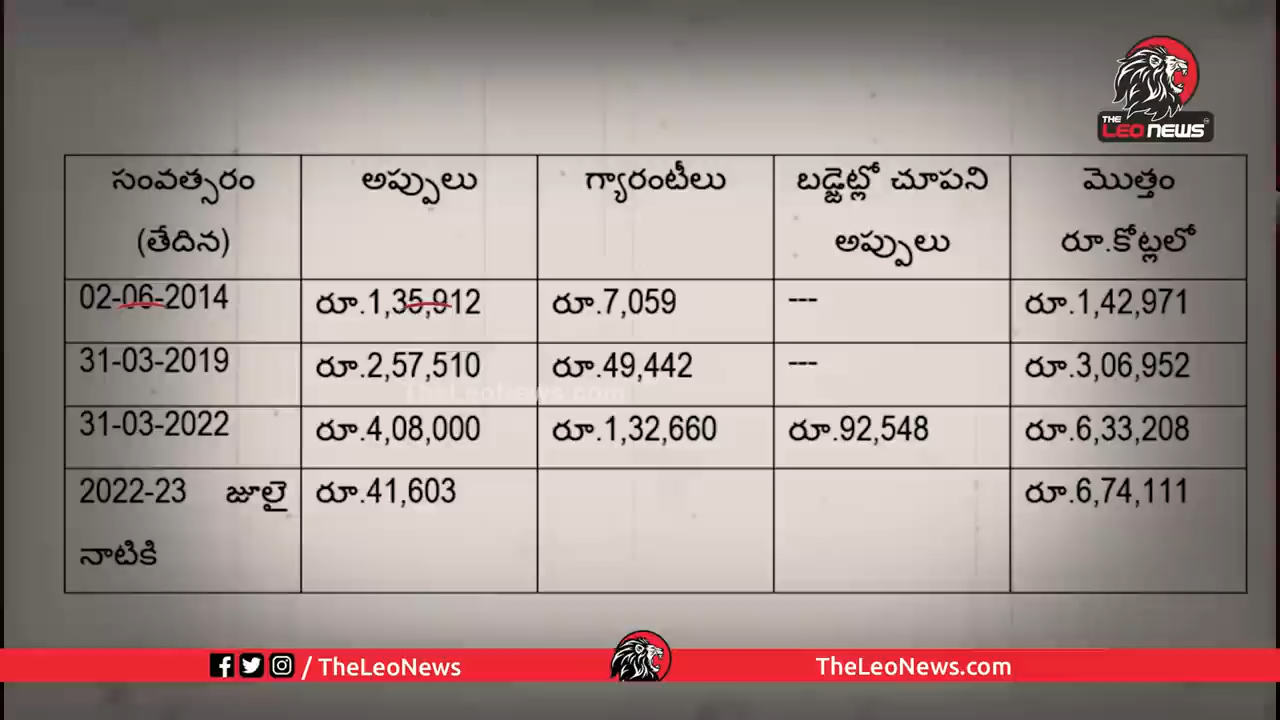 THE
LEO NEWS
సంవత్సరం (తేదిన) అప్పులు గ్యారంటీలు బడ్జెట్లో చూపని అప్పులు మొత్తం రూ.కోట్లలో
02-06-2014 రూ.1,35,912 రూ.7,059 --- రూ.1,42,971
31-03-2019 రూ.2,57,510 రూ.49,442 --- రూ.3,06,952
TheLeoNews.com
31-03-2022 రూ.4,08,000 రూ.1,32,660 రూ.92,548 రూ.6,33,208
2022-23 జూలై నాటికి రూ.41,603 రూ.6,74,111
/ TheLeoNews
TheLeoNews.com